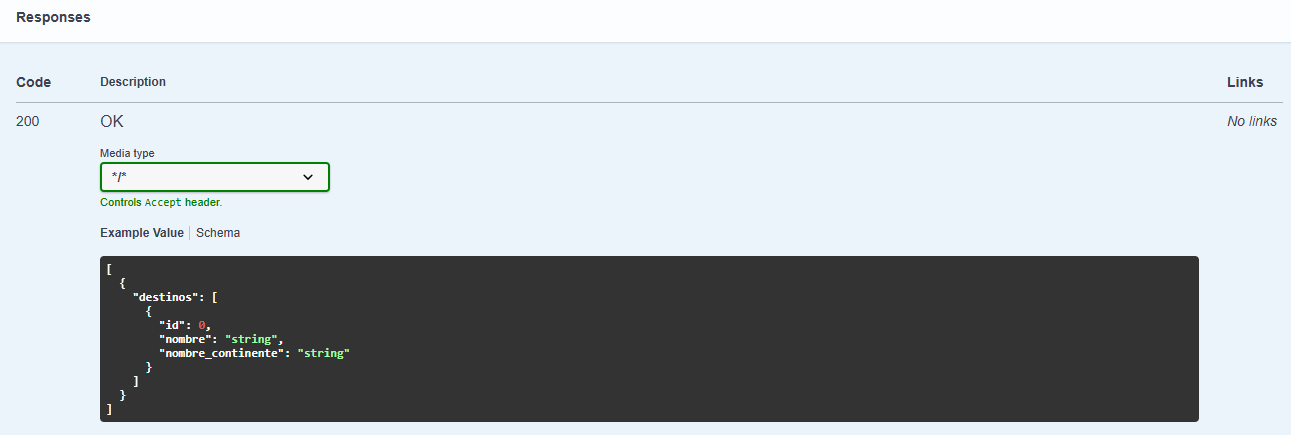 Responses
Code Description Links
200 OK No links
Media type
*/*
Controls Accept header.
Example Value Schema
[
  {
    "destinos": [
      {
        "id": 0,
        "nombre": "string",
        "nombre_continente": "string"
      }
    ]
  }
]